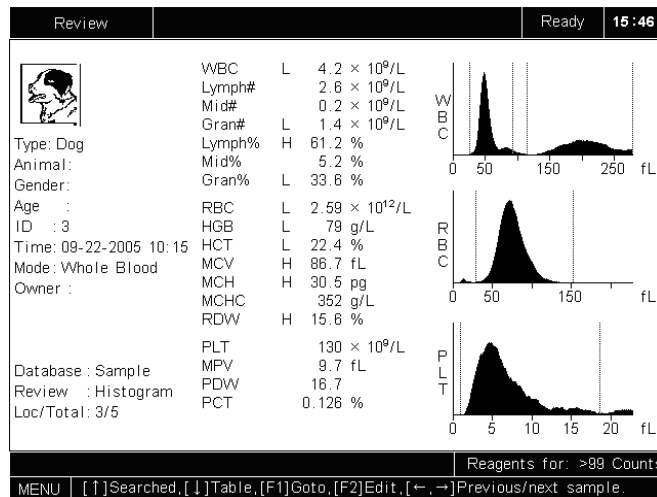 Review Ready 15:46
Type: Dog
Animal:
Gender:
Age :
ID : 3
Time: 09-22-2005 10:15
Mode: Whole Blood
Owner :
Database : Sample
Review : Histogram
Loc/Total: 3/5
WBC L 4.2 × 10⁹/L
Lymph# 2.6 × 10⁹/L
Mid# 0.2 × 10⁹/L
Gran# L 1.4 × 10⁹/L
Lymph% H 61.2 %
Mid% 5.2 %
Gran% L 33.6 %
RBC L 2.59 × 10¹²/L
HGB L 79 g/L
HCT L 22.4 %
MCV H 86.7 fL
MCH H 30.5 pg
MCHC 352 g/L
RDW H 15.6 %
PLT 130 × 10⁹/L
MPV 9.7 fL
PDW 16.7
PCT 0.126 %
WBC
0 50 150 250 fL
RBC
0 50 150 fL
PLT
0 5 10 15 20 fL
Reagents for: >99 Counts
MENU [↑]Searched,[↓]Table,[F1]Goto,[F2]Edit,[←,→]Previous/next sample.